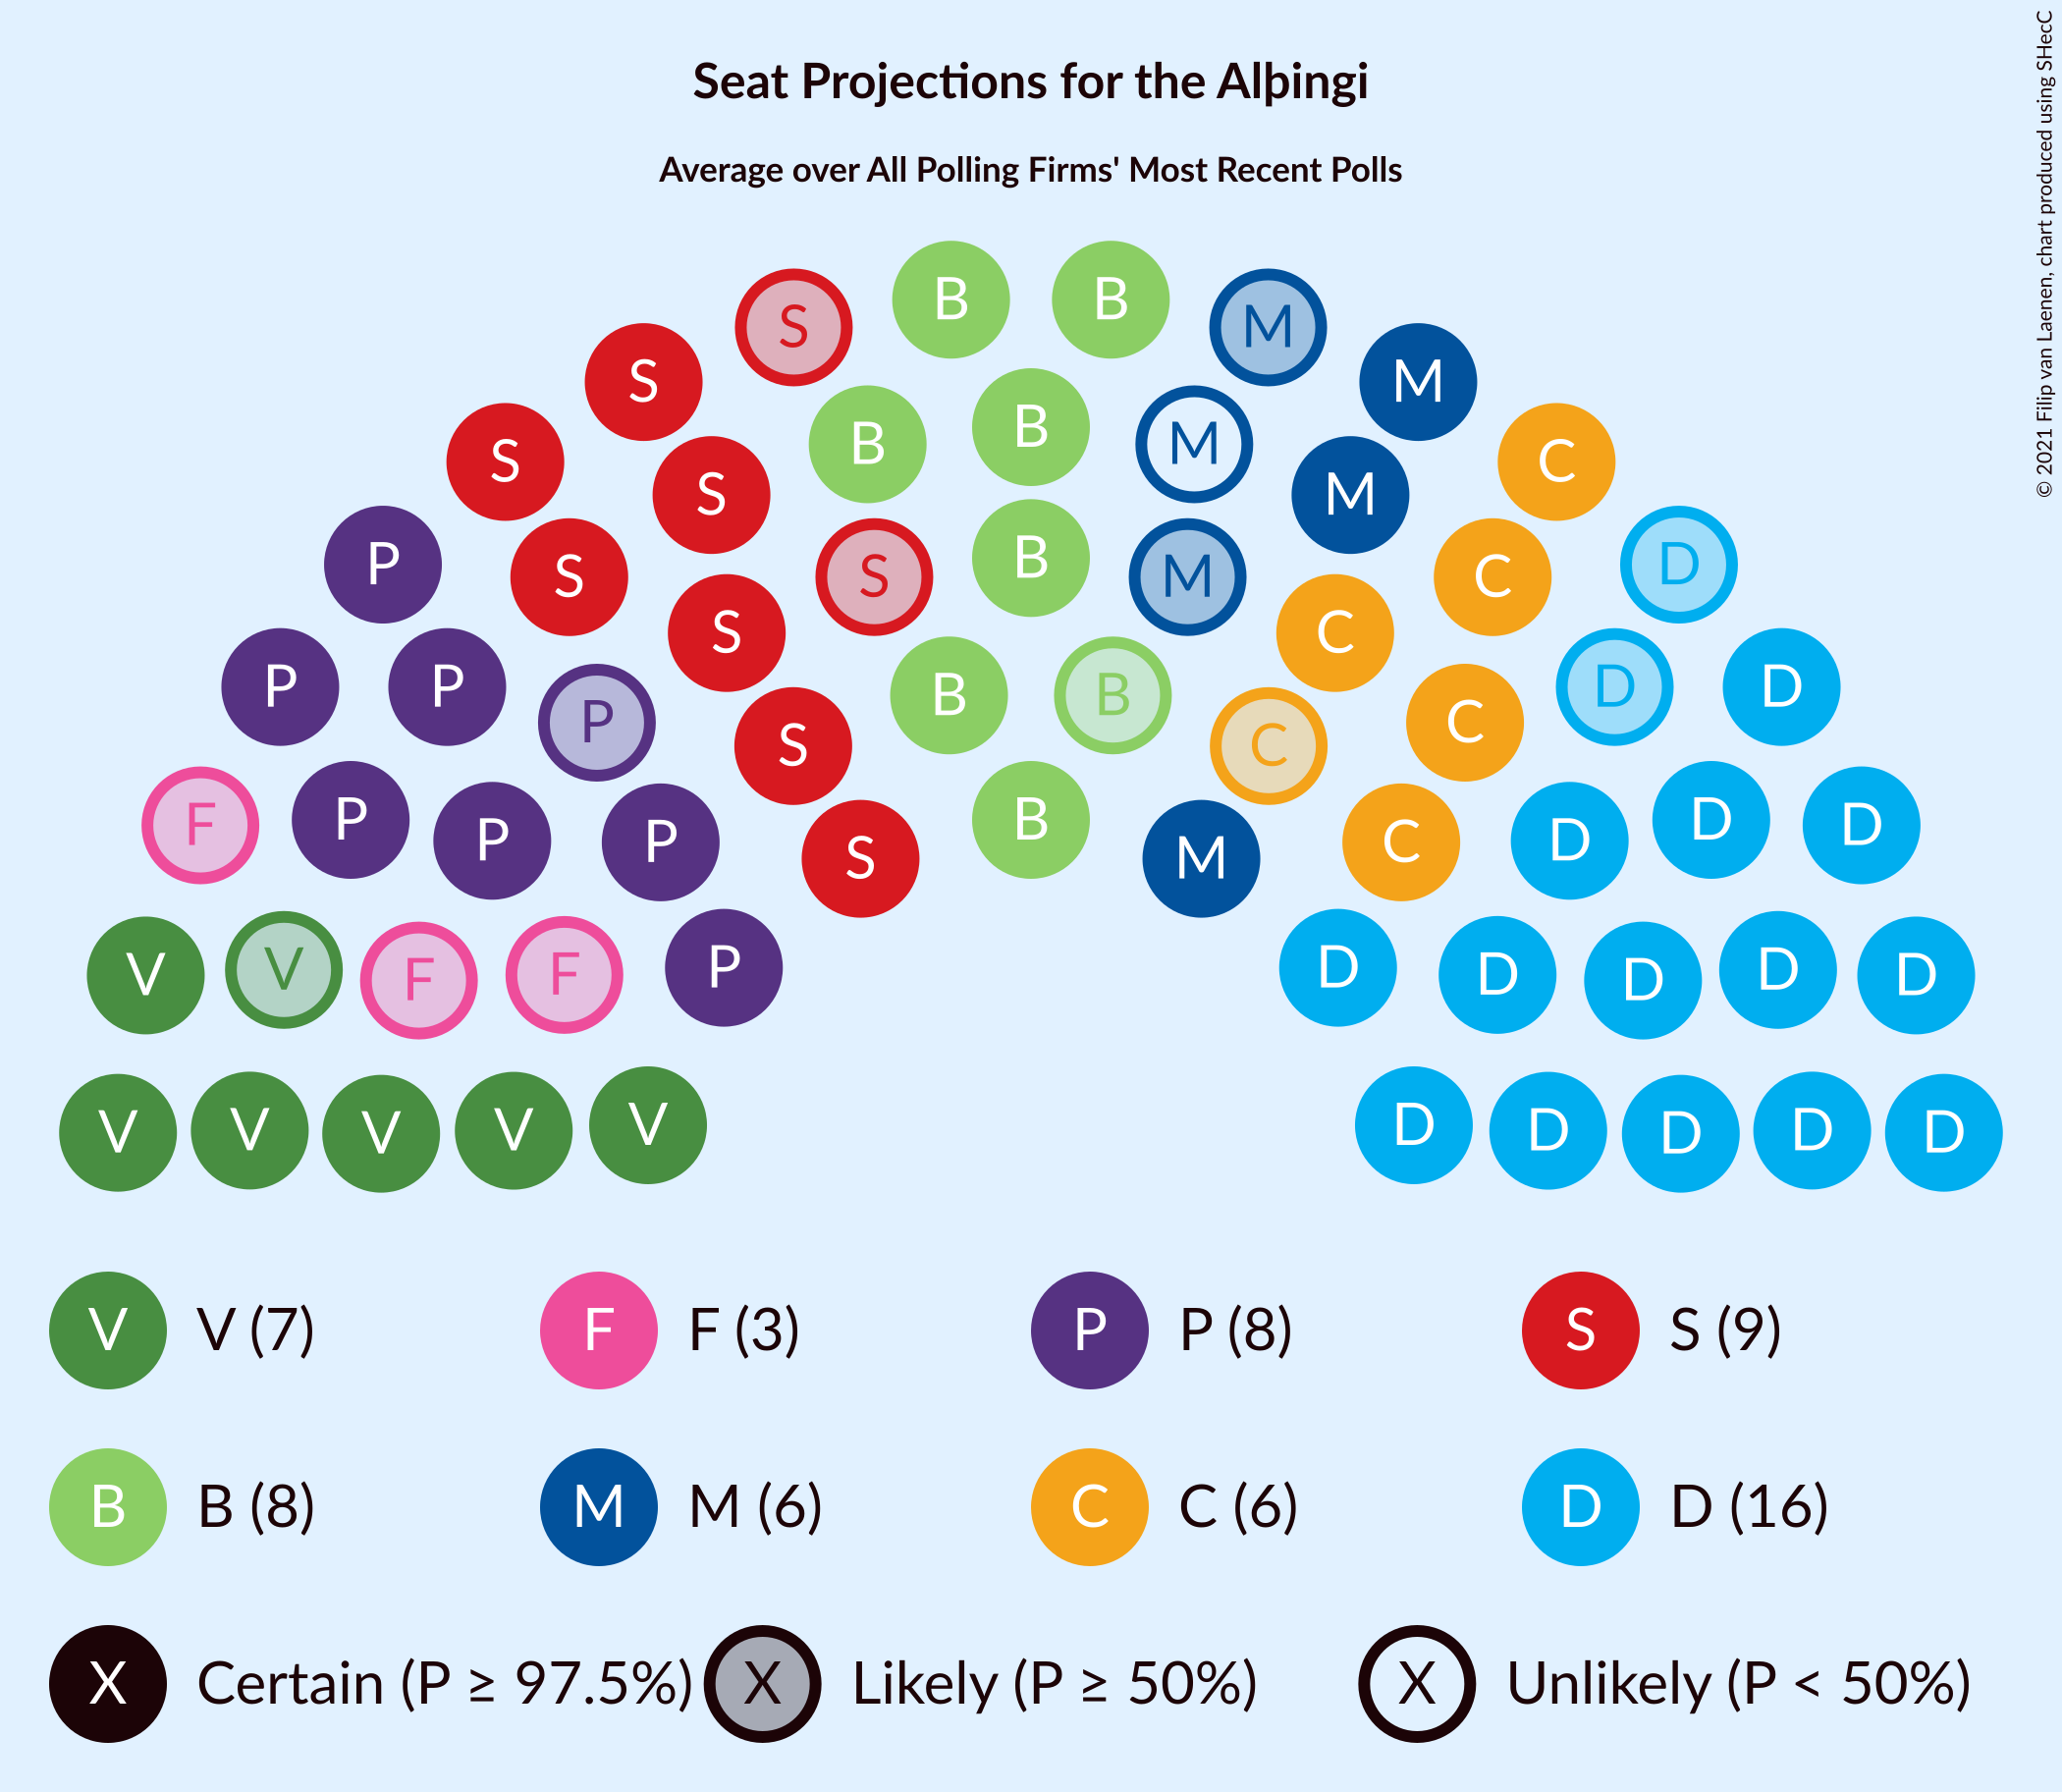 Seat Projections for the Alþingi
Average over All Polling Firms' Most Recent Polls
© 2021 Filip van Laenen, chart produced using SHecC
B B
S M
S M
B
S B M C
S M
P S B M C D
S C
P P S B B D D
P C C
S
F P P P B C D D D
S M
V V F F P D D D D D
V V V V V D D D D D
V V (7) F F (3) P P (8) S S (9)
B B (8) M M (6) C C (6) D D (16)
X Certain (P ≥ 97.5%) X Likely (P ≥ 50%) X Unlikely (P < 50%)